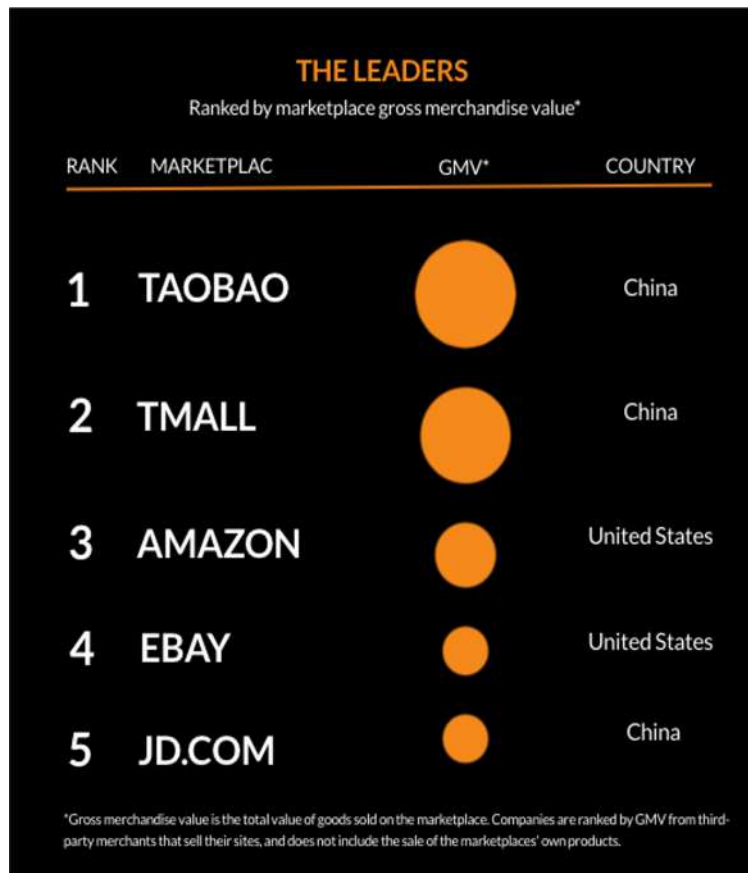 THE LEADERS
Ranked by marketplace gross merchandise value*
RANK MARKETPLAC GMV* COUNTRY
1 TAOBAO China
2 TMALL China
3 AMAZON United States
4 EBAY United States
5 JD.COM China
*Gross merchandise value is the total value of goods sold on the marketplace. Companies are ranked by GMV from third-
party merchants that sell their sites, and does not include the sale of the marketplaces' own products.